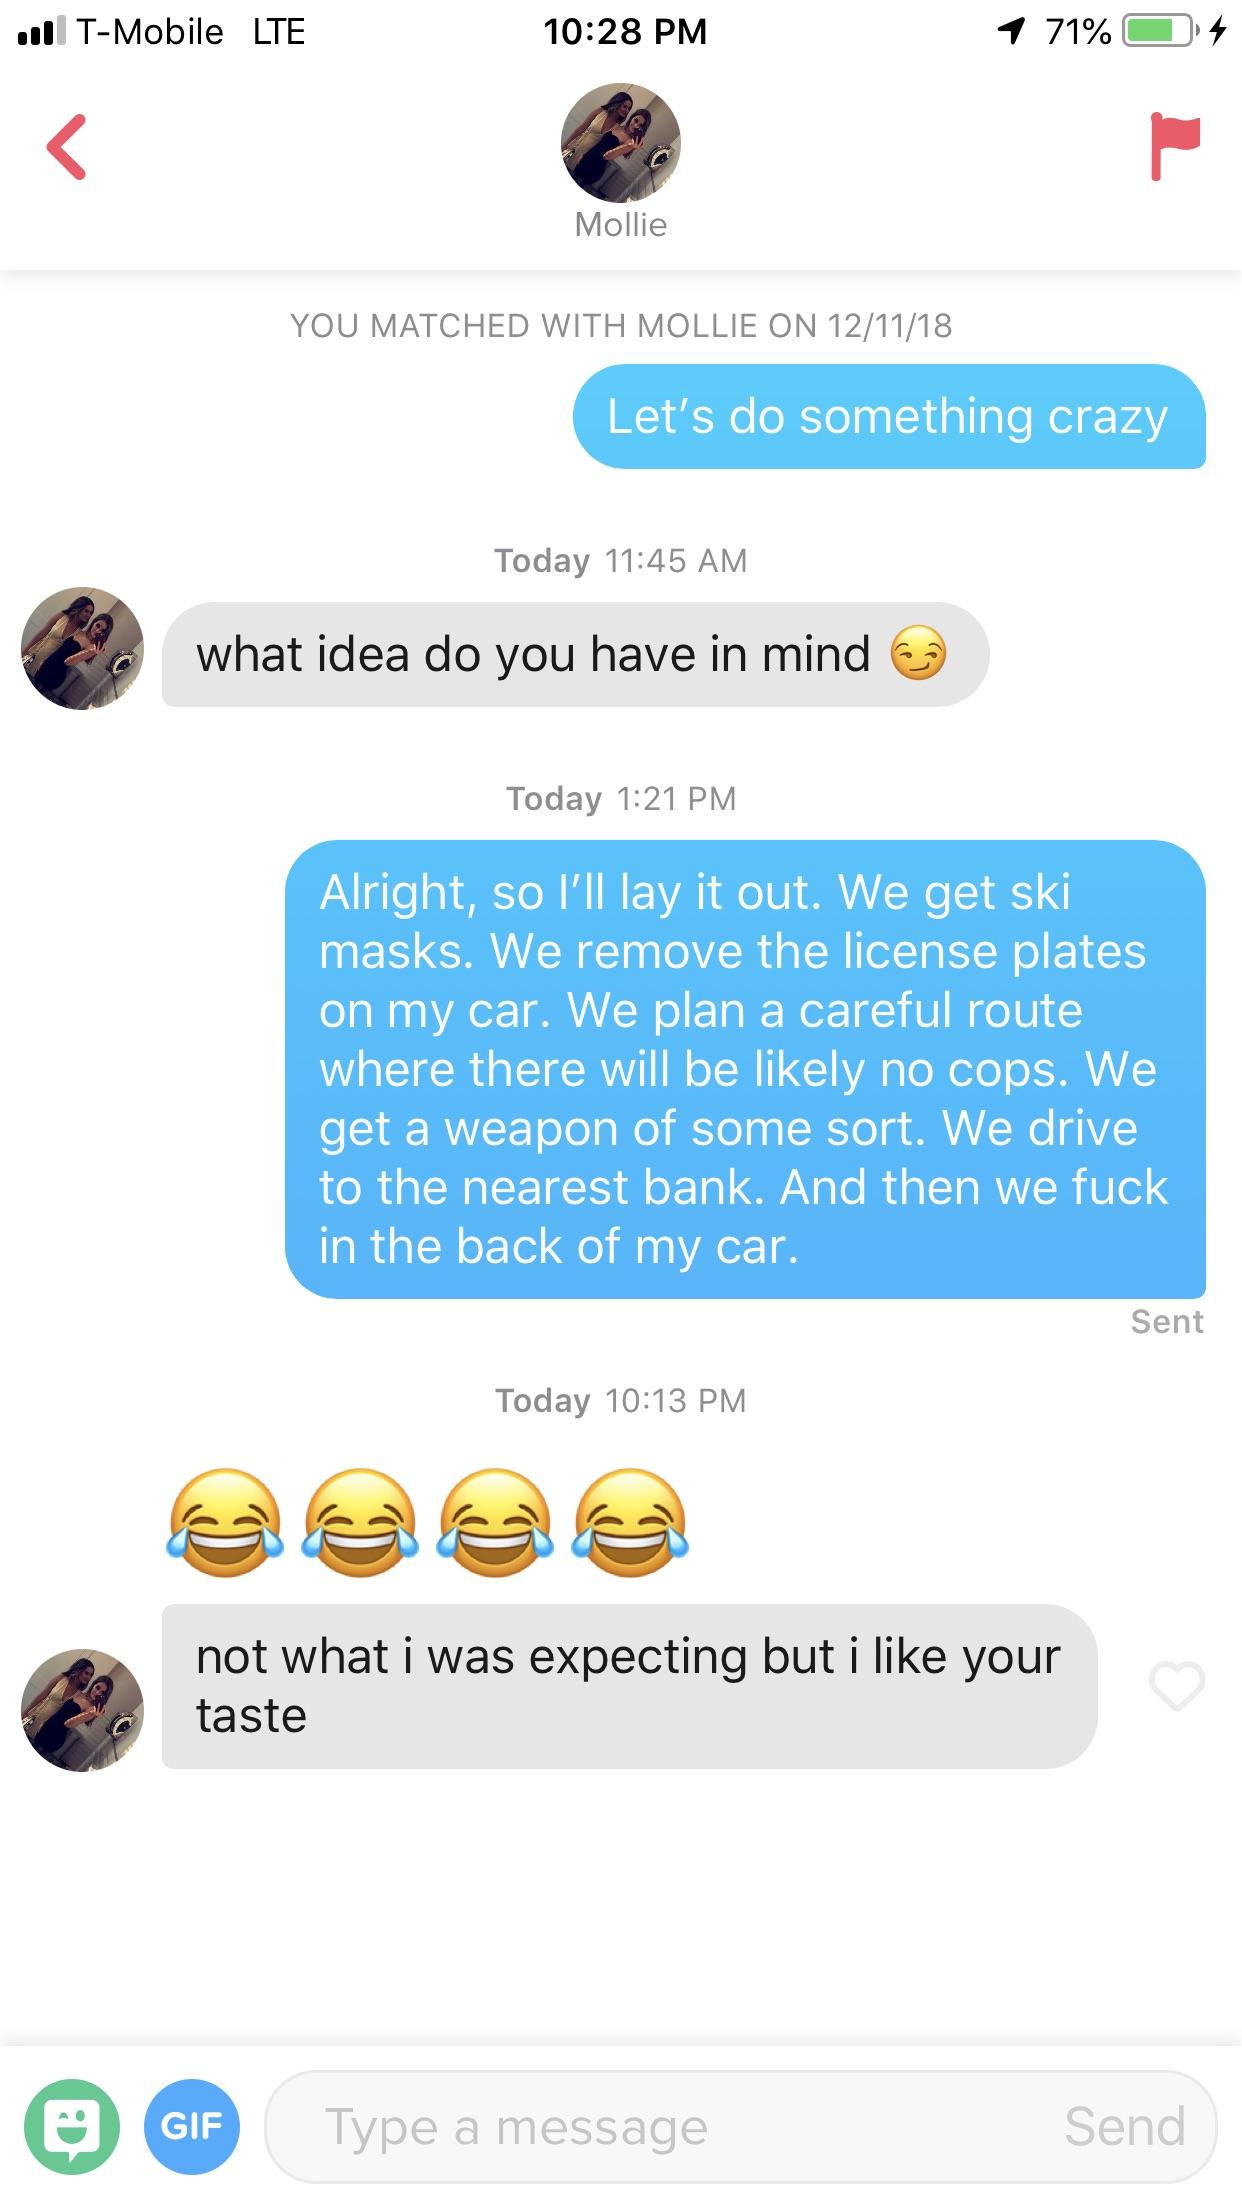 T-Mobile LTE 10:28 PM 71%
Mollie
YOU MATCHED WITH MOLLIE ON 12/11/18
Let’s do something crazy
Today 11:45 AM
what idea do you have in mind 😏
Today 1:21 PM
Alright, so I’ll lay it out. We get ski
masks. We remove the license plates
on my car. We plan a careful route
where there will be likely no cops. We
get a weapon of some sort. We drive
to the nearest bank. And then we fuck
in the back of my car.
Sent
Today 10:13 PM
😂😂😂😂
not what i was expecting but i like your
taste
GIF Type a message Send